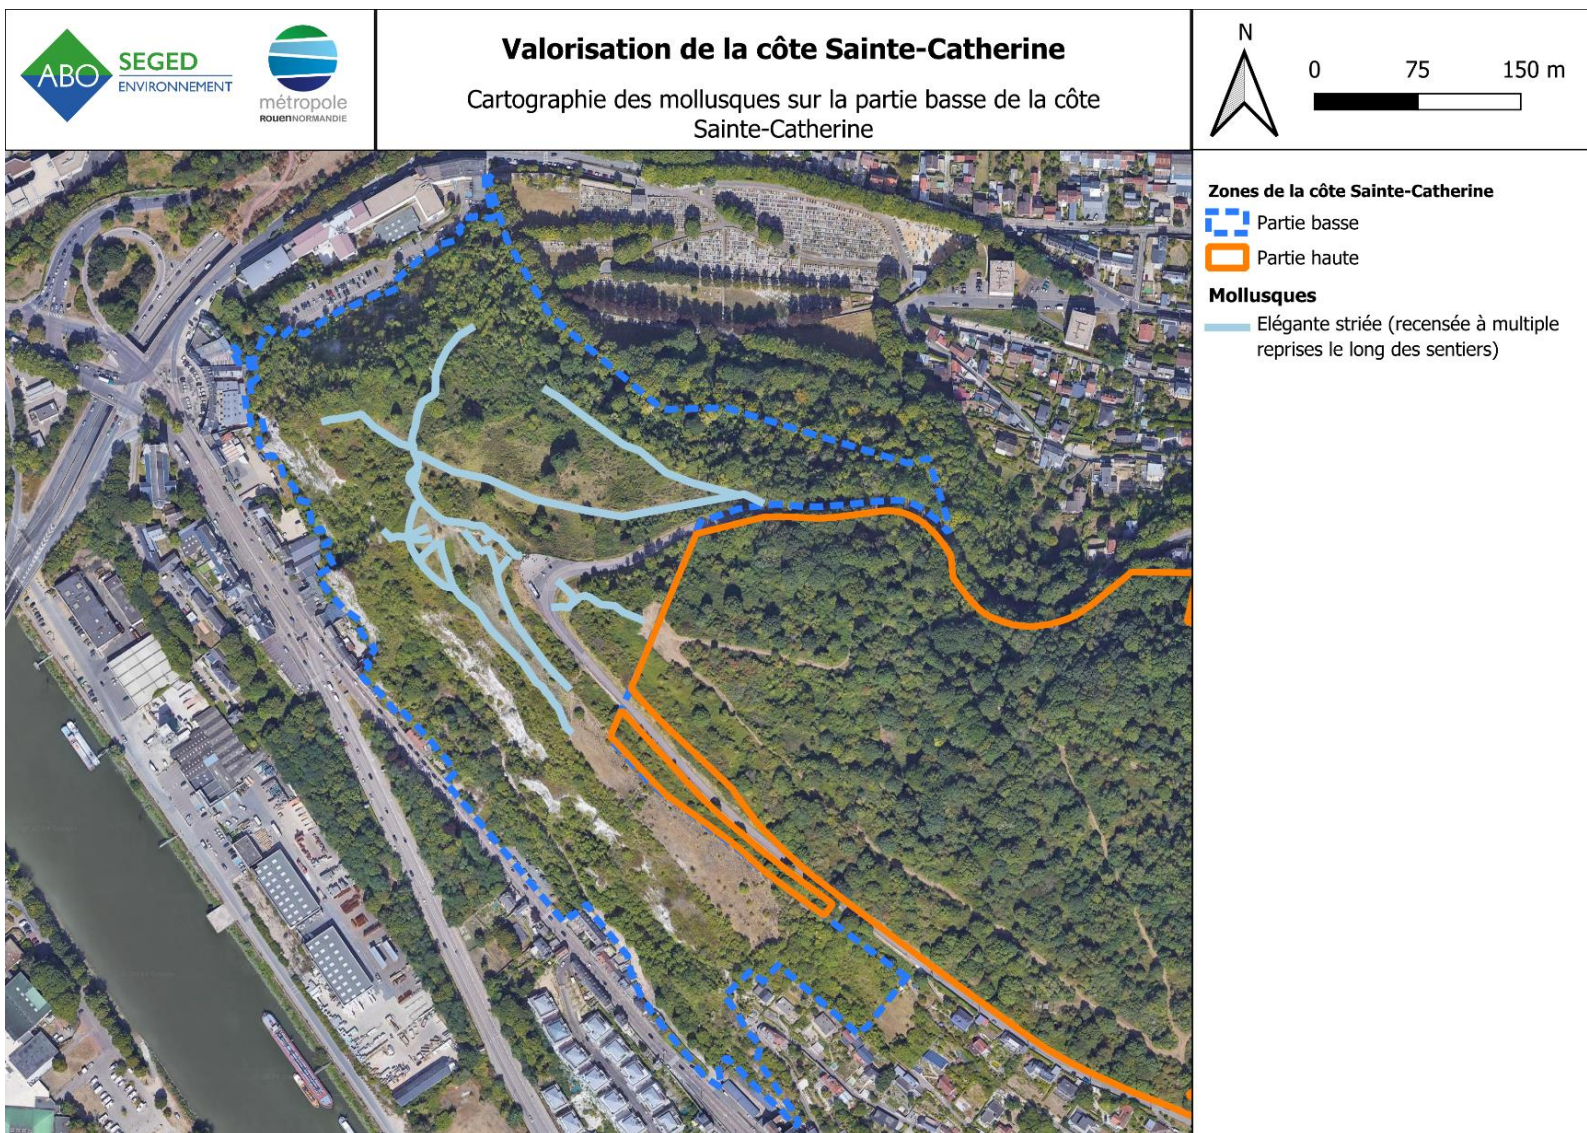 ABO
SEGED
ENVIRONNEMENT
métropole
ROUENNORMANDIE
Valorisation de la côte Sainte-Catherine
Cartographie des mollusques sur la partie basse de la côte
Sainte-Catherine
N
0 75 150 m
Zones de la côte Sainte-Catherine
Partie basse
Partie haute
Mollusques
Elégante striée (recensée à multiple
reprises le long des sentiers)